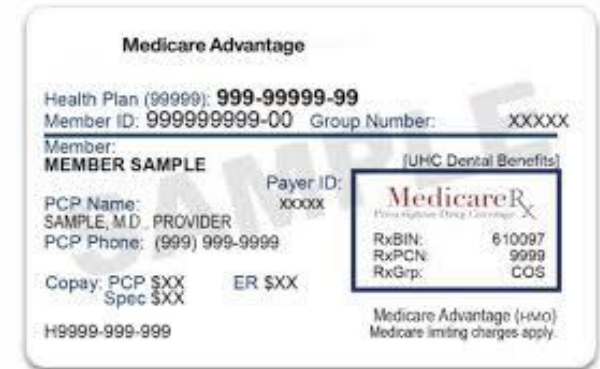 Medicare Advantage
Health Plan (99999): 999-99999-99
Member ID: 999999999-00 Group Number: XXXXX
Member:
MEMBER SAMPLE
[UHC Dental Benefits]
Payer ID:
XXXXX
PCP Name:
SAMPLE, M.D., PROVIDER
PCP Phone: (999) 999-9999
MedicareRx
Prescription Drug Coverage
RxBIN: 610097
RxPCN: 9999
RxGrp: COS
Copay: PCP $XX ER $XX
Spec $XX
H9999-999-999
Medicare Advantage (HMO)
Medicare limiting charges apply.
SAMPLE